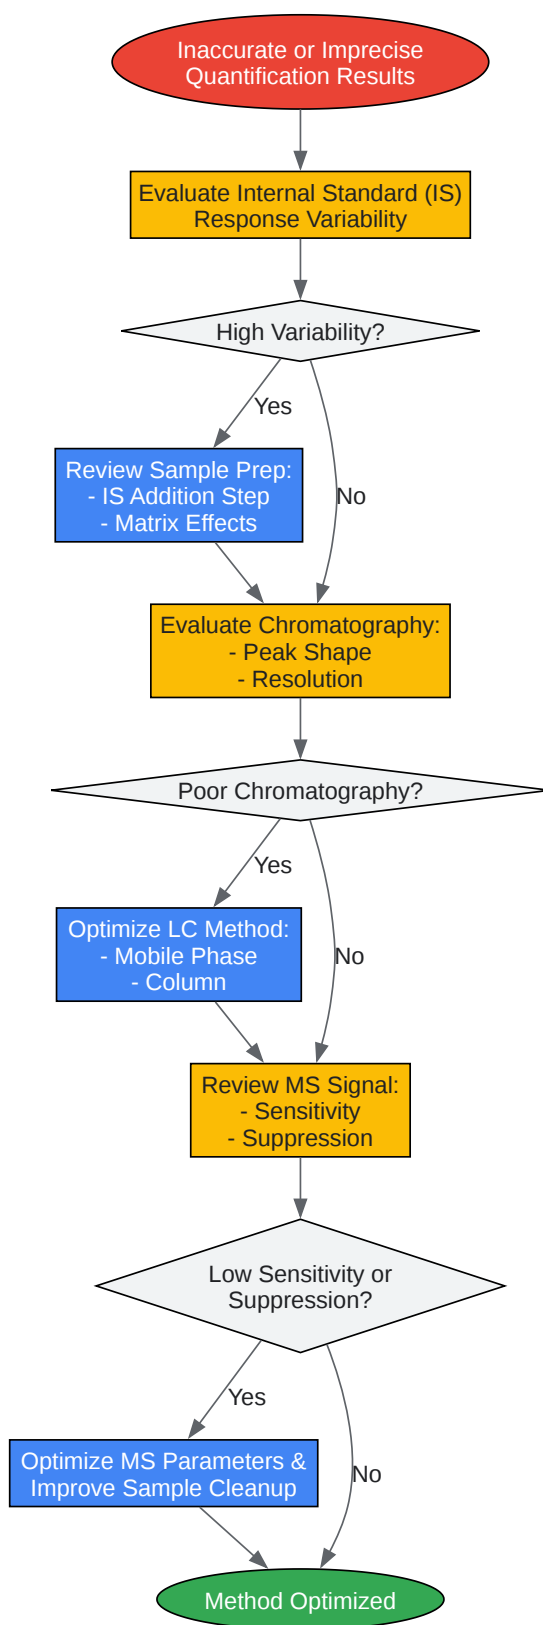 Inaccurate or Imprecise
Quantification Results
Evaluate Internal Standard (IS)
Response Variability
High Variability?
Yes
Review Sample Prep:
- IS Addition Step
- Matrix Effects
No
Evaluate Chromatography:
- Peak Shape
- Resolution
Poor Chromatography?
Yes
Optimize LC Method:
- Mobile Phase
- Column
No
Review MS Signal:
- Sensitivity
- Suppression
Low Sensitivity or
Suppression?
Yes
Optimize MS Parameters &
Improve Sample Cleanup
No
Method Optimized